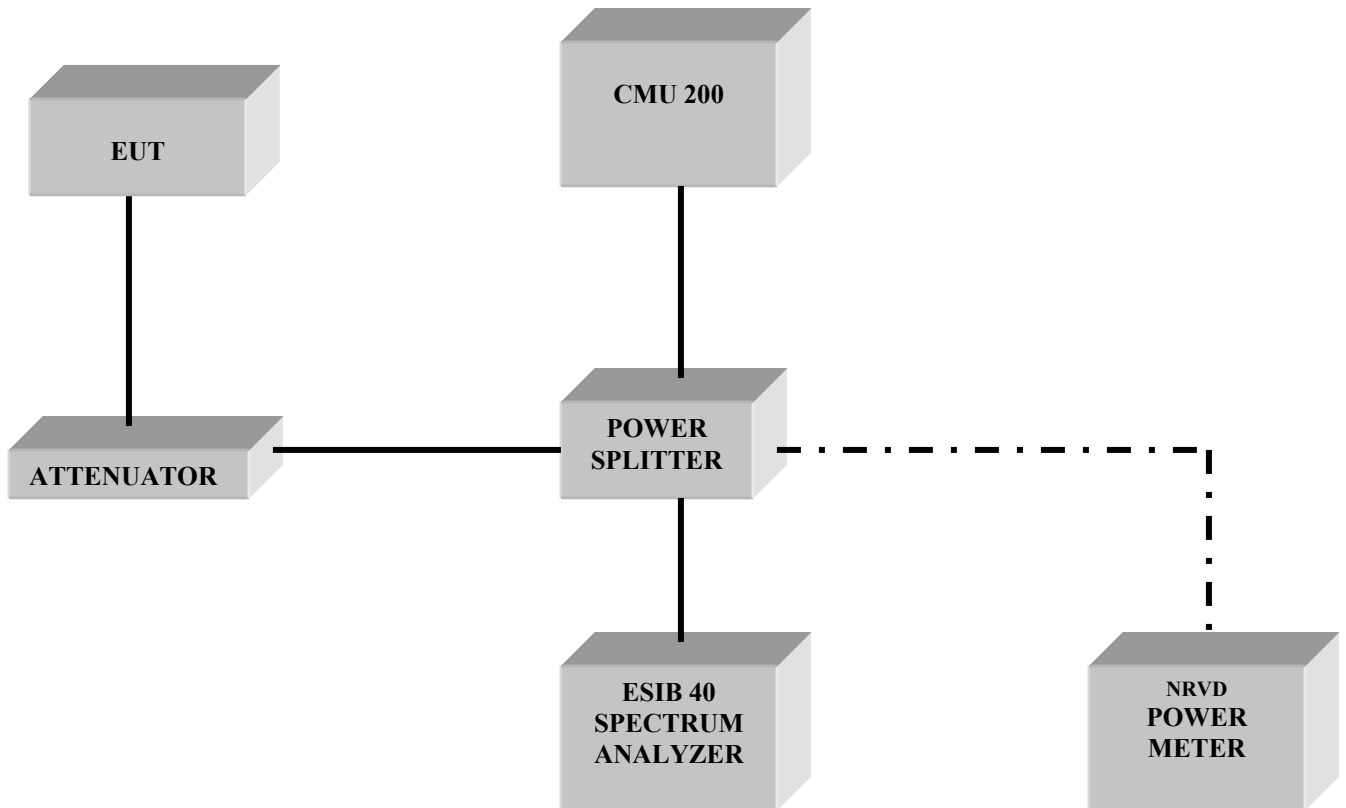 CMU 200
EUT
POWER
SPLITTER
ATTENUATOR
ESIB 40
SPECTRUM
ANALYZER
NRVD
POWER
METER